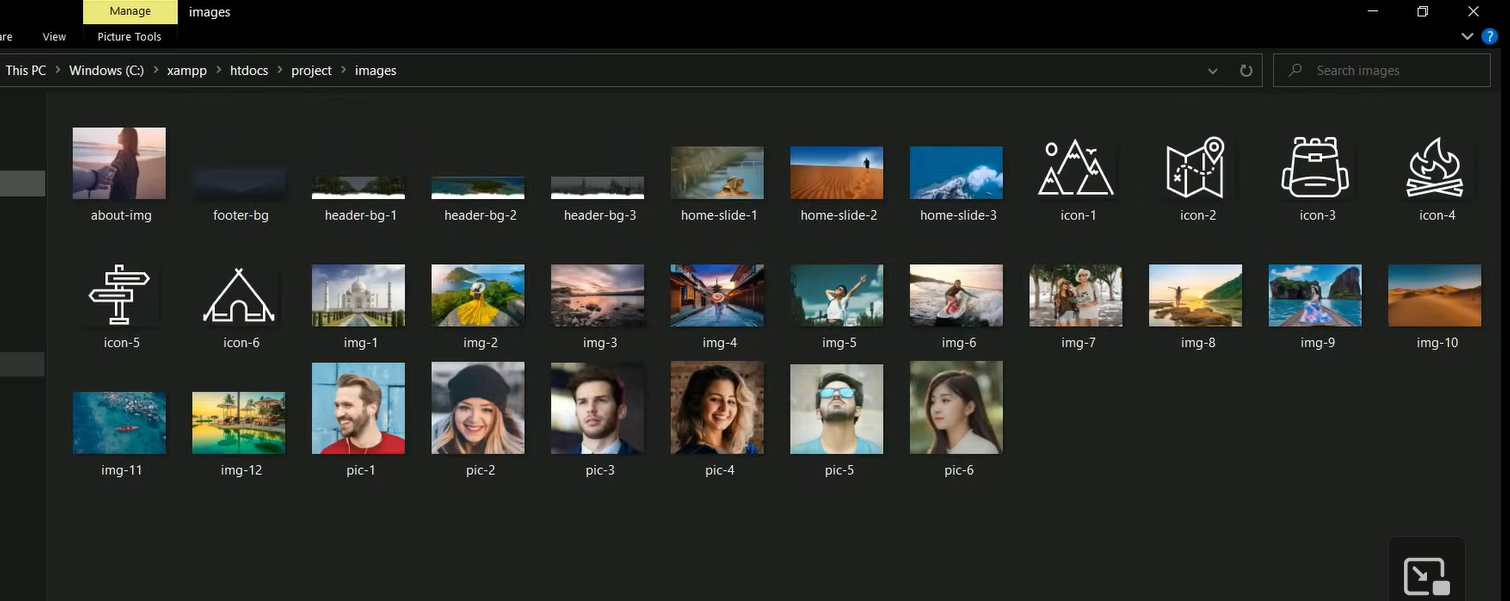 Manage
images
are View Picture Tools
?
This PC > Windows (C:) > xampp > htdocs > project > images
Search images
about-img footer-bg header-bg-1 header-bg-2 header-bg-3 home-slide-1 home-slide-2 home-slide-3 icon-1 icon-2 icon-3 icon-4
icon-5 icon-6 img-1 img-2 img-3 img-4 img-5 img-6 img-7 img-8 img-9 img-10
img-11 img-12 pic-1 pic-2 pic-3 pic-4 pic-5 pic-6